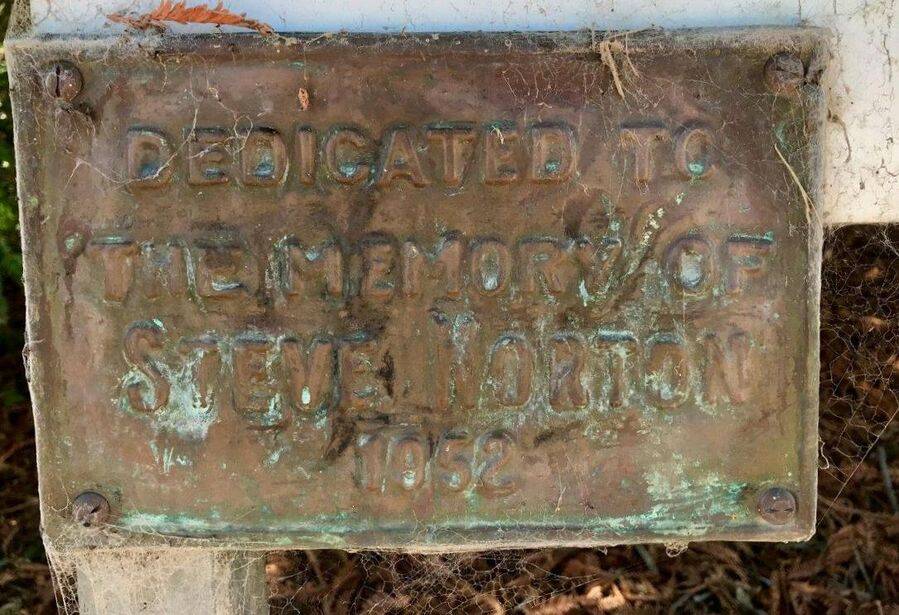 DEDICATED TO
THE MEMORY OF
STEVE NORTON
1952